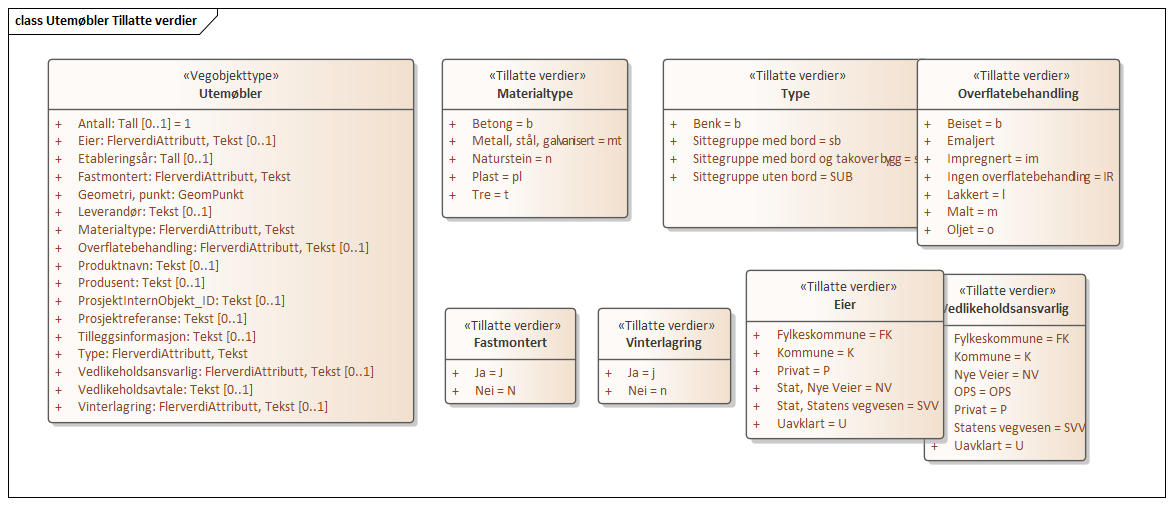 class Utemøbler Tillatte verdier
«Vegobjekttype»
Utemøbler
+ Antall: Tall [0..1] = 1
+ Eier: FlerverdiAttributt, Tekst [0..1]
+ Etableringsår: Tall [0..1]
+ Fastmontert: FlerverdiAttributt, Tekst
+ Geometri, punkt: GeomPunkt
+ Leverandør: Tekst [0..1]
+ Materialtype: FlerverdiAttributt, Tekst
+ Overflatebehandling: FlerverdiAttributt, Tekst [0..1]
+ Produktnavn: Tekst [0..1]
+ Produsent: Tekst [0..1]
+ ProsjektInternObjekt_ID: Tekst [0..1]
+ Prosjektreferanse: Tekst [0..1]
+ Tilleggsinformasjon: Tekst [0..1]
+ Type: FlerverdiAttributt, Tekst
+ Vedlikeholdsansvarlig: FlerverdiAttributt, Tekst [0..1]
+ Vedlikeholdsavtale: Tekst [0..1]
+ Vinterlagring: FlerverdiAttributt, Tekst [0..1]
«Tillatte verdier»
Materialtype
+ Betong = b
+ Metall, stål, galvanisert = mt
+ Naturstein = n
+ Plast = pl
+ Tre = t
«Tillatte verdier»
Type
+ Benk = b
+ Sittegruppe med bord = sb
+ Sittegruppe med bord og takoverbygg =
+ Sittegruppe uten bord = SUB
«Tillatte verdier»
Overflatebehandling
+ Beiset = b
+ Emaljert
+ Impregnert = im
+ Ingen overflatebehandling = IR
+ Lakkert = l
+ Malt = m
+ Oljet = o
«Tillatte verdier»
Fastmontert
+ Ja = J
+ Nei = N
«Tillatte verdier»
Vinterlagring
+ Ja = j
+ Nei = n
«Tillatte verdier»
Eier
+ Fylkeskommune = FK
+ Kommune = K
+ Privat = P
+ Stat, Nye Veier = NV
+ Stat, Statens vegvesen = SVV
+ Uavklart = U
«Tillatte verdier»
Vedlikeholdsansvarlig
Fylkeskommune = FK
Kommune = K
Nye Veier = NV
OPS = OPS
Privat = P
Statens vegvesen = SVV
+ Uavklart = U